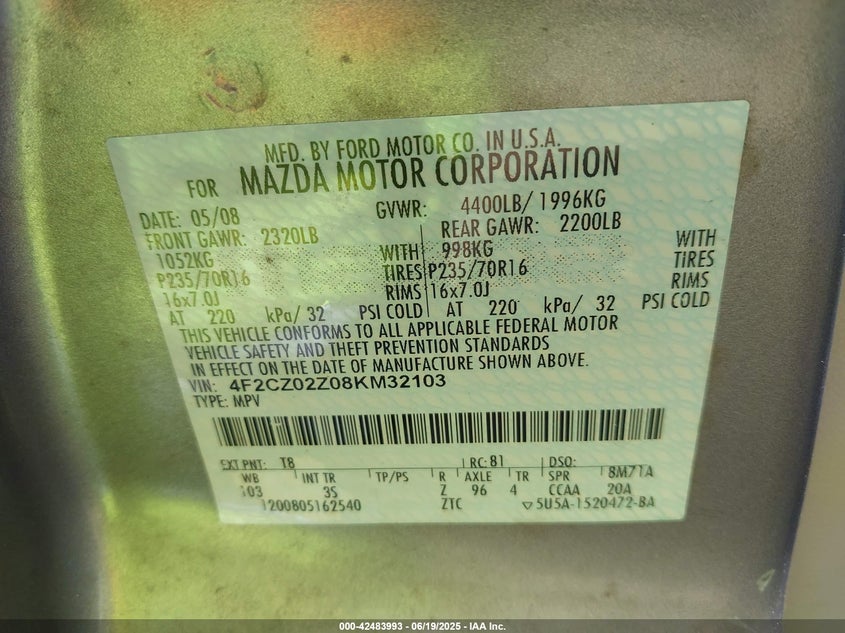 MFD. BY FORD MOTOR CO. IN U.S.A.
FOR MAZDA MOTOR CORPORATION
DATE: 05/08 GVWR: 4400LB/ 1996KG
FRONT GAWR: 2320LB REAR GAWR: 2200LB
1052KG WITH 998KG WITH
P235/70R16 TIRES P235/70R16 TIRES
16x7.0J RIMS 16x7.0J RIMS
AT 220 kPa/ 32 PSI COLD AT 220 kPa/ 32 PSI COLD
THIS VEHICLE CONFORMS TO ALL APPLICABLE FEDERAL MOTOR
VEHICLE SAFETY AND THEFT PREVENTION STANDARDS
IN EFFECT ON THE DATE OF MANUFACTURE SHOWN ABOVE.
VIN: 4F2CZ02Z08KM32103
TYPE: MPV
EXT PNT: T8 RC: 81 DSO:
WB INT TR TP/PS R AXLE TR SPR 8M71A
103 3S Z 96 4 CCAA 20A
1200805162540 ZTC ▽5U5A-1520472-BA
000-42483993 - 06/19/2025 - IAA Inc.